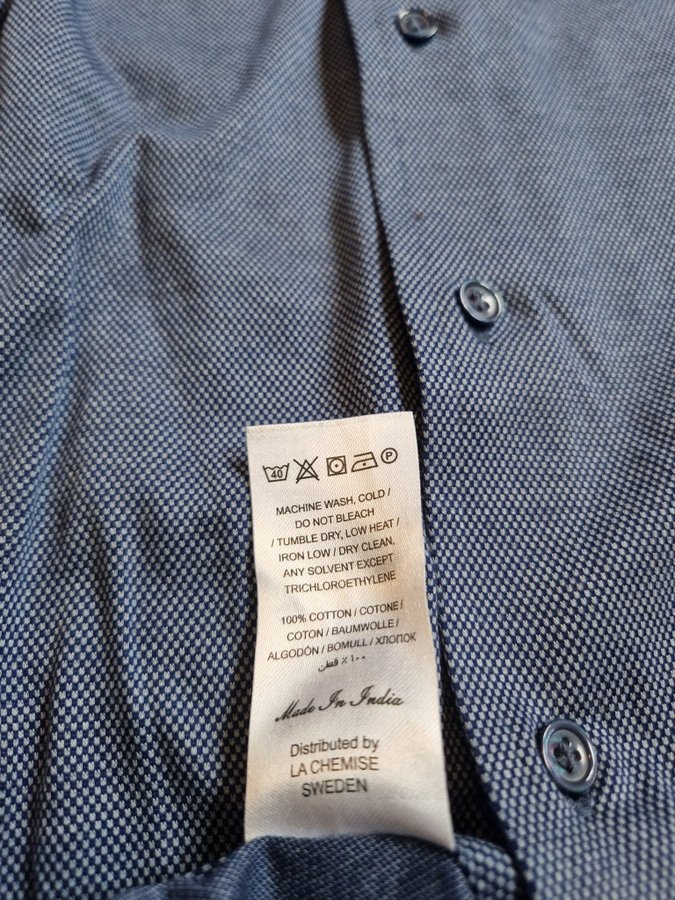 40 P
MACHINE WASH, COLD /
DO NOT BLEACH
/ TUMBLE DRY, LOW HEAT /
IRON LOW / DRY CLEAN,
ANY SOLVENT EXCEPT
TRICHLOROETHYLENE
100% COTTON / COTONE /
COTON / BAUMWOLLE /
ALGODÓN / BOMULL / ХЛОПОК
١٠٠ ٪ قطن
Made In India
Distributed by
LA CHEMISE
SWEDEN